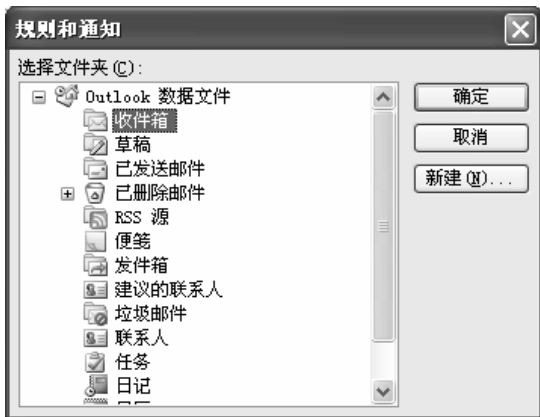 规则和通知
选择文件夹(C):
Outlook 数据文件
收件箱
草稿
已发送邮件
已删除邮件
RSS 源
便笺
发件箱
建议的联系人
垃圾邮件
联系人
任务
日记
确定
取消
新建(N)...